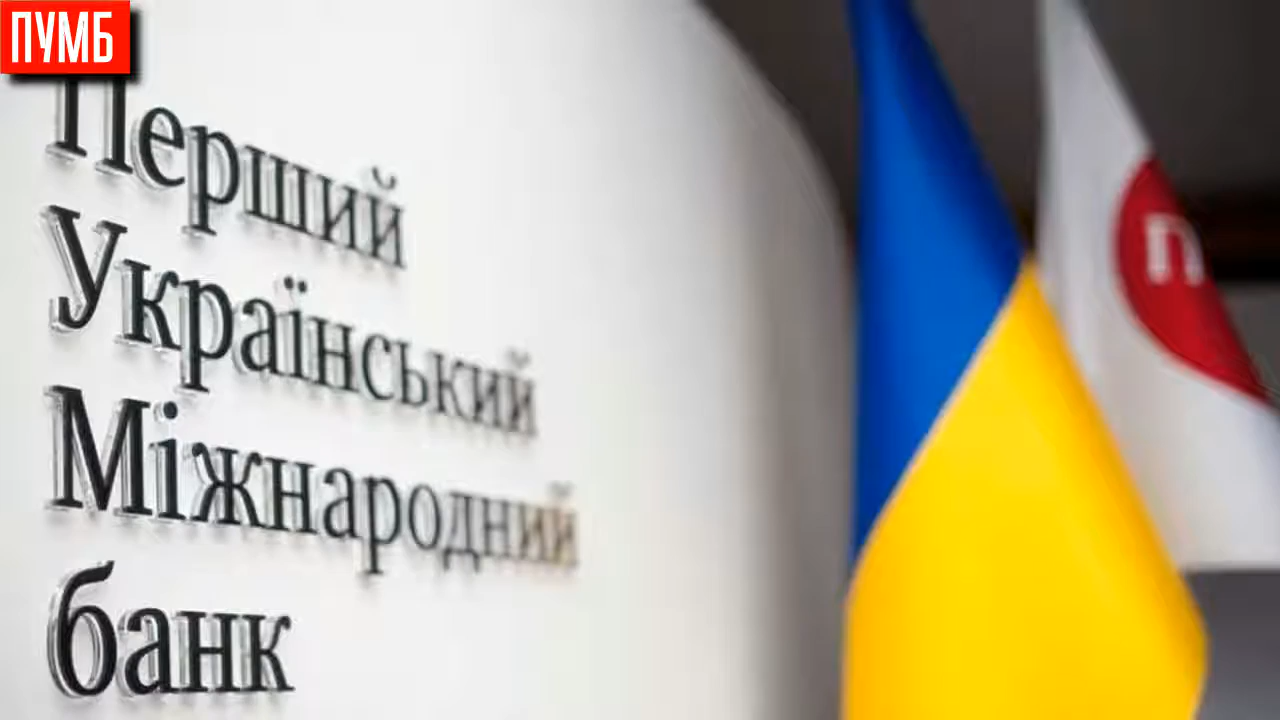 ПУМБ
Перший
Український
Міжнародний
банк
П